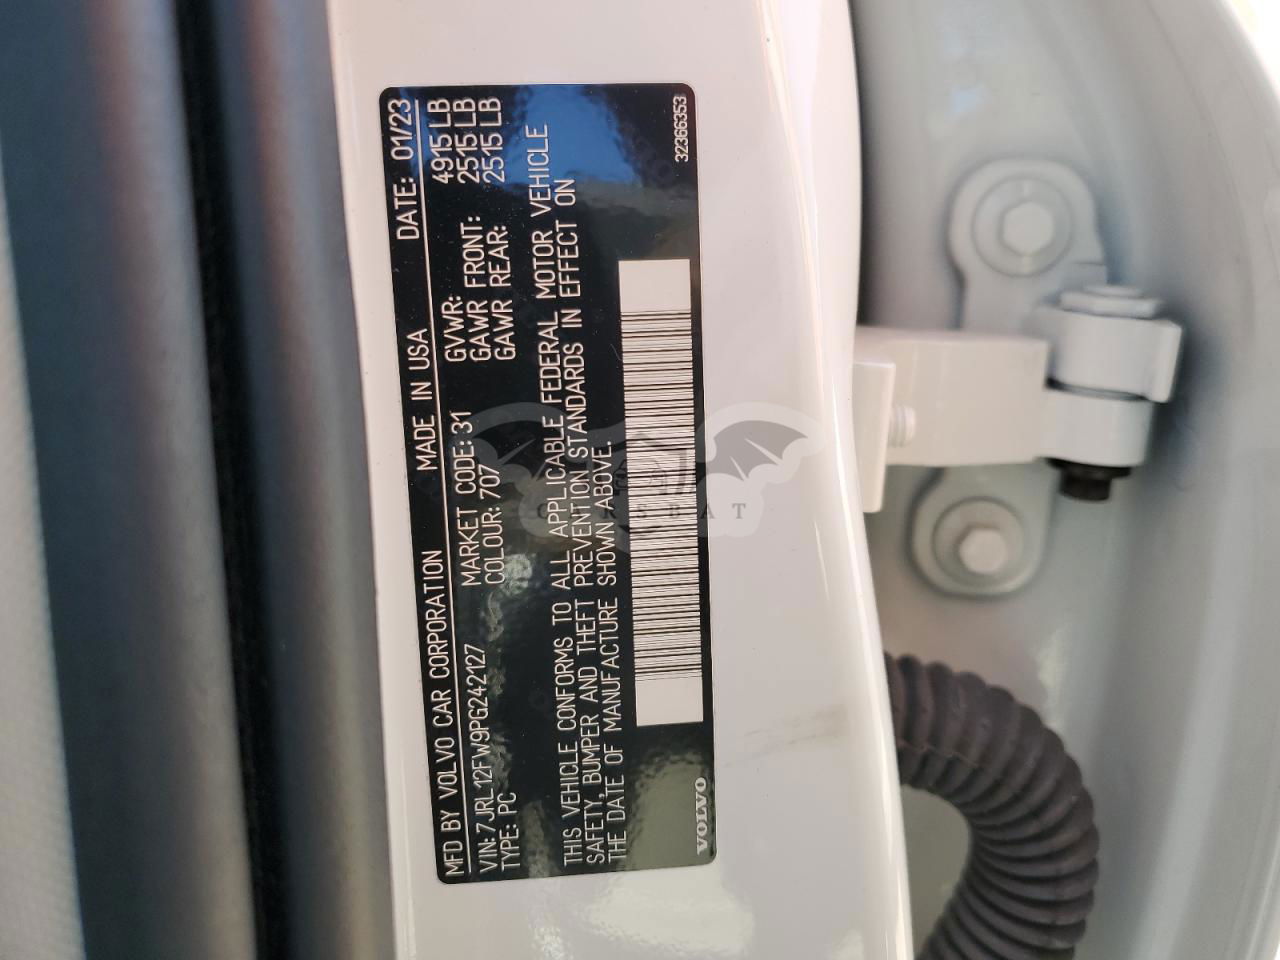 MFD BY VOLVO CAR CORPORATION MADE IN USA DATE: 01/23
VIN: 7JRL12FW9PG242127 MARKET CODE: 31 GVWR: 4915 LB
TYPE: PC COLOUR: 707 GAWR FRONT: 2515 LB
GAWR REAR: 2515 LB
THIS VEHICLE CONFORMS TO ALL APPLICABLE FEDERAL MOTOR VEHICLE
SAFETY, BUMPER AND THEFT PREVENTION STANDARDS IN EFFECT ON
THE DATE OF MANUFACTURE SHOWN ABOVE.
VOLVO 32366353
CARSBAT